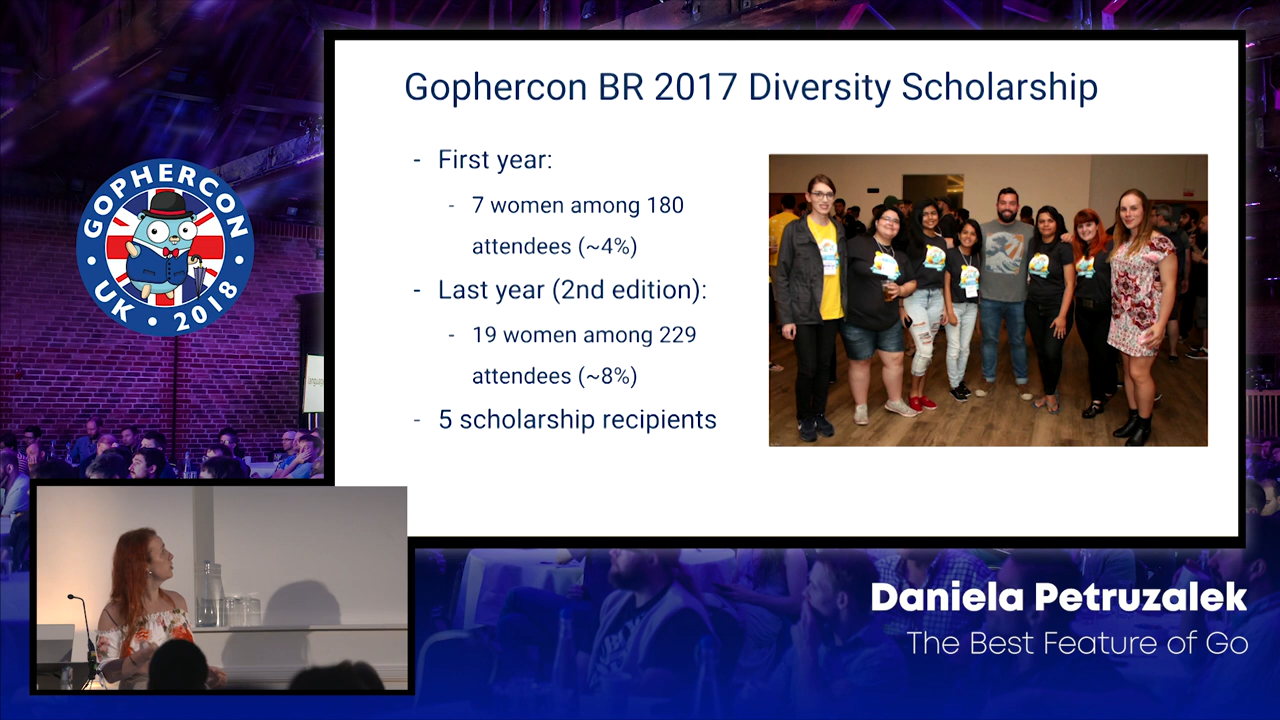 Gophercon BR 2017 Diversity Scholarship
- First year:
- 7 women among 180
attendees (~4%)
- Last year (2nd edition):
- 19 women among 229
attendees (~8%)
- 5 scholarship recipients
GOPHERCON
• UK • 2018 •
Daniela Petruzalek
The Best Feature of Go